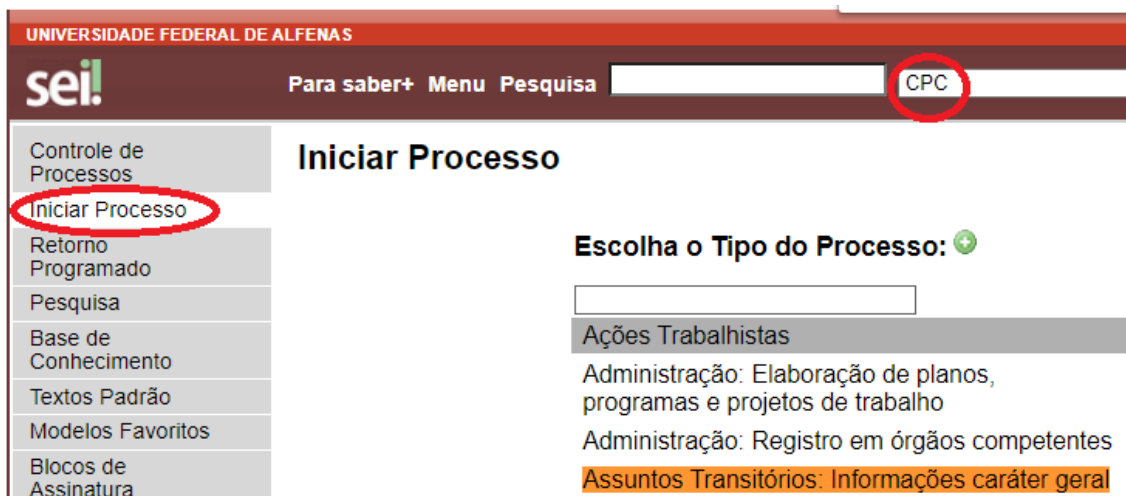 UNIVERSIDADE FEDERAL DE ALFENAS
sei!
Para saber+ Menu Pesquisa
CPC
Controle de
Processos
Iniciar Processo
Retorno
Programado
Pesquisa
Base de
Conhecimento
Textos Padrão
Modelos Favoritos
Blocos de
Assinatura
Iniciar Processo
Escolha o Tipo do Processo:
Ações Trabalhistas
Administração: Elaboração de planos,
programas e projetos de trabalho
Administração: Registro em órgãos competentes
Assuntos Transitórios: Informações caráter geral